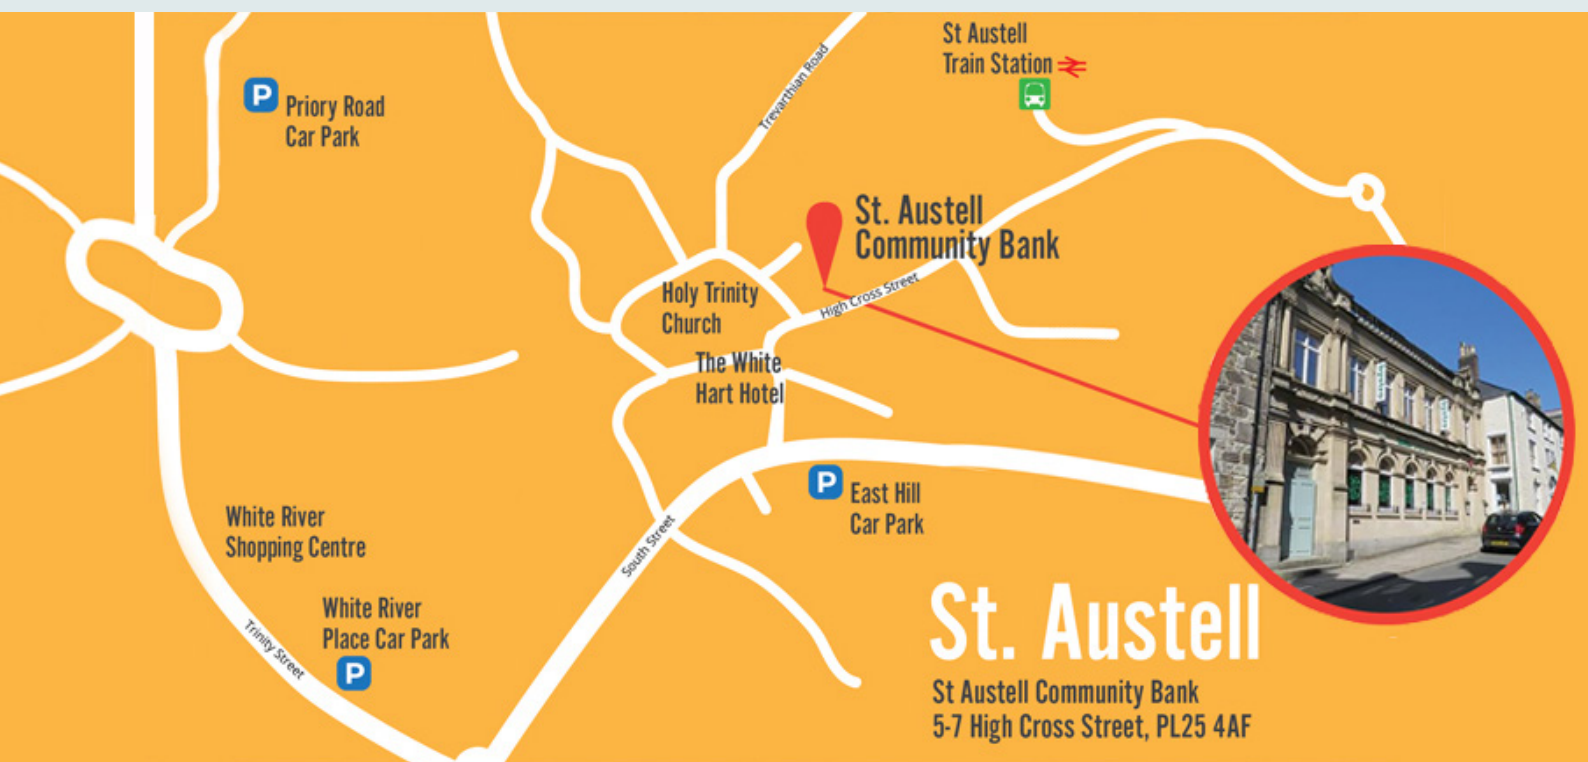 St Austell
Train Station
P
Priory Road
Car Park
Trevarthian Road
St. Austell
Community Bank
High Cross Street
Holy Trinity
Church
The White
Hart Hotel
P
East Hill
Car Park
White River
Shopping Centre
South Street
White River
Place Car Park
P
Trinity Street
St. Austell
St Austell Community Bank
5-7 High Cross Street, PL25 4AF